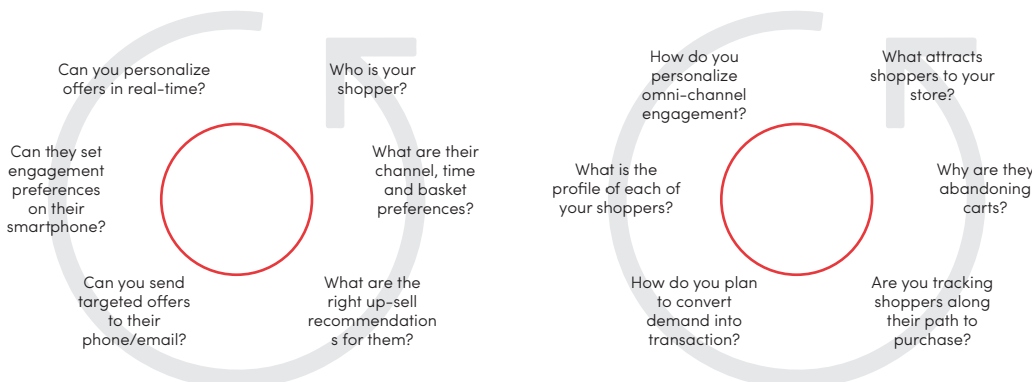 Can you personalize
offers in real-time?
Who is your
shopper?
Can they set
engagement
preferences
on their
smartphone?
What are their
channel, time
and basket
preferences?
Can you send
targeted offers
to their
phone/email?
What are the
right up-sell
recommendation
s for them?
How do you
personalize
omni-channel
engagement?
What attracts
shoppers to your
store?
What is the
profile of each of
your shoppers?
Why are they
abandoning
carts?
How do you plan
to convert
demand into
transaction?
Are you tracking
shoppers along
their path to
purchase?